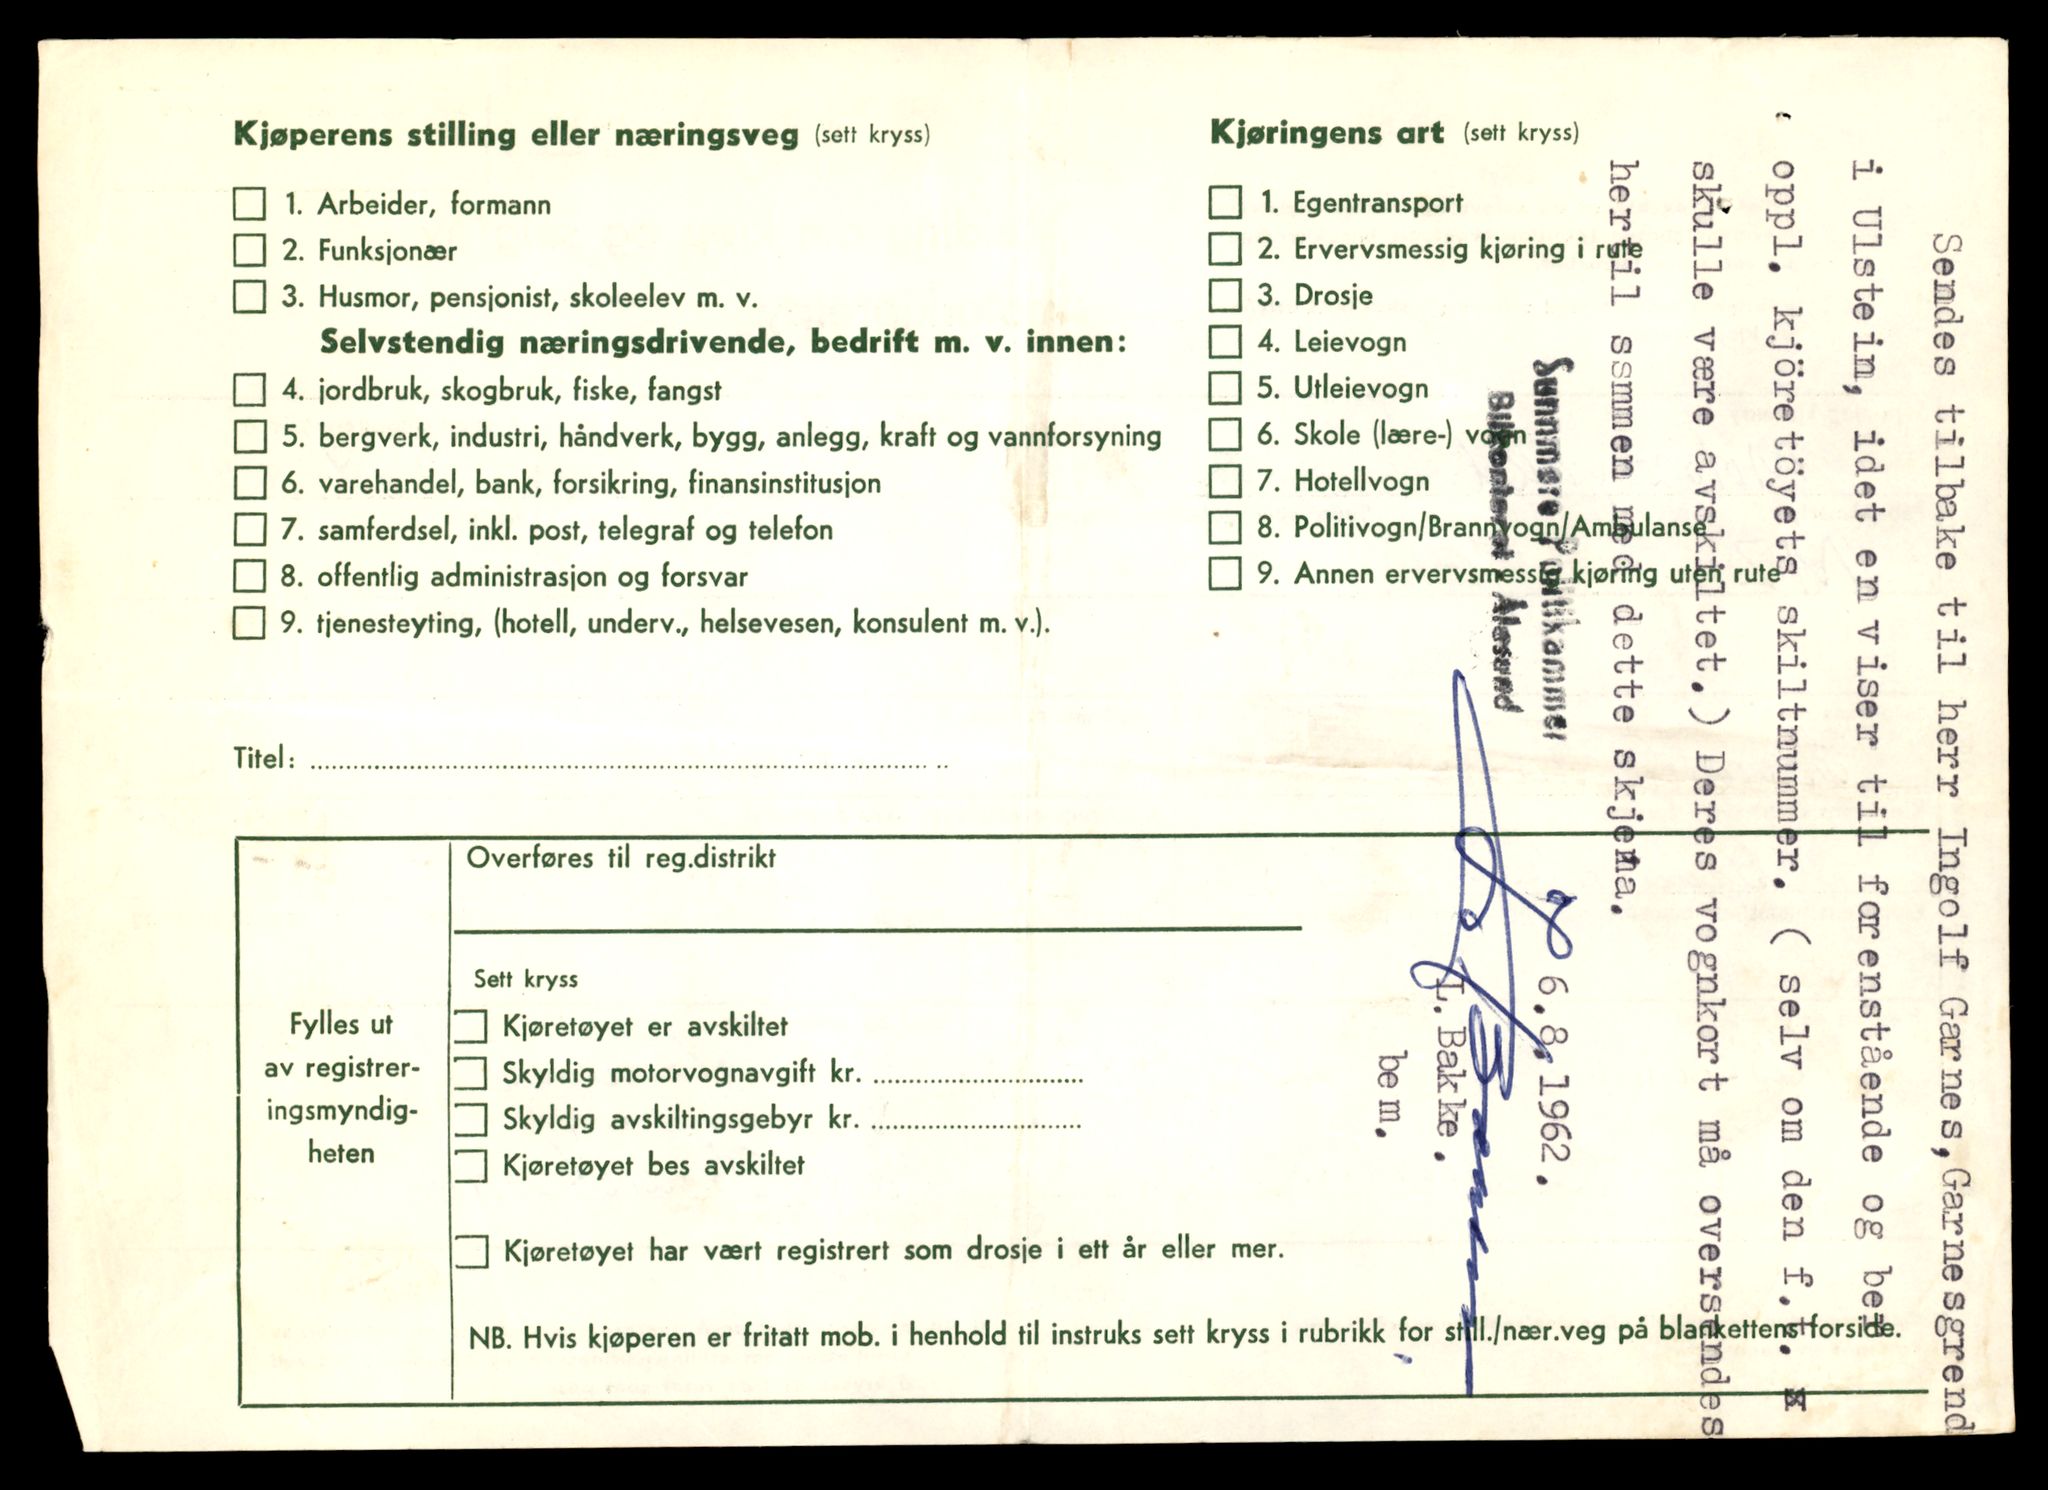 Kjøperens stilling eller næringsveg (sett kryss)
1. Arbeider, formann
2. Funksjonær
3. Husmor, pensjonist, skoleelev m. v.
Selvstendig næringsdrivende, bedrift m. v. innen:
4. jordbruk, skogbruk, fiske, fangst
5. bergverk, industri, håndverk, bygg, anlegg, kraft og vannforsyning
6. varehandel, bank, forsikring, finansinstitusjon
7. samferdsel, inkl. post, telegraf og telefon
8. offentlig administrasjon og forsvar
9. tjenesteyting, (hotell, underv., helsevesen, konsulent m. v.).
Titel:
Kjøringens art (sett kryss)
1. Egentransport
2. Ervervsmessig kjøring i rute
3. Drosje
4. Leievogn
5. Utleievogn
6. Skole (lære-) vogn
7. Hotellvogn
8. Politivogn/Brannvogn/Ambulanse
9. Annen ervervsmessig kjøring uten rute
Fylles ut
av registrer-
ingsmyndig-
heten
Overføres til reg.distrikt
Sett kryss
Kjøretøyet er avskiltet
Skyldig motorvognavgift kr.
Skyldig avskiltingsgebyr kr.
Kjøretøyet bes avskiltet
Kjøretøyet har vært registrert som drosje i ett år eller mer.
NB. Hvis kjøperen er fritatt mob. i henhold til instruks sett kryss i rubrikk for still./nær.veg på blankettens forside.
Sendes tilbake til herr Ingolf Garnes,Garnesgrend
i Ulstein, idet en viser til forenstående og ber
oppl. kjöretöyets skiltnummer. ( selv om den f.t.
skulle være avskiltet.) Deres vognkort må oversendes
hertil ssmmen med dette skjema.
Sunnmøre Politikammer
Bilkontoret Ålesund
6.8.1962.
L.Bakke.
bem.